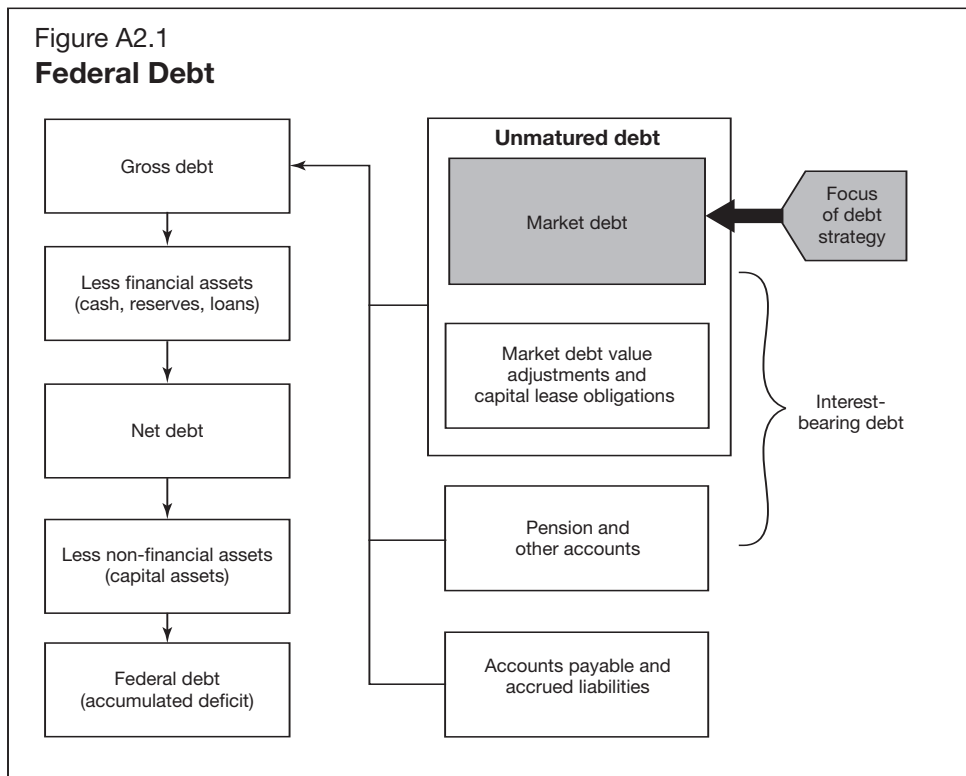 Figure A2.1
Federal Debt
Gross debt
Less financial assets
(cash, reserves, loans)
Net debt
Less non-financial assets
(capital assets)
Federal debt
(accumulated deficit)
Unmatured debt
Market debt
Market debt value
adjustments and
capital lease obligations
Pension and
other accounts
Accounts payable and
accrued liabilities
Focus
of debt
strategy
Interest-
bearing debt